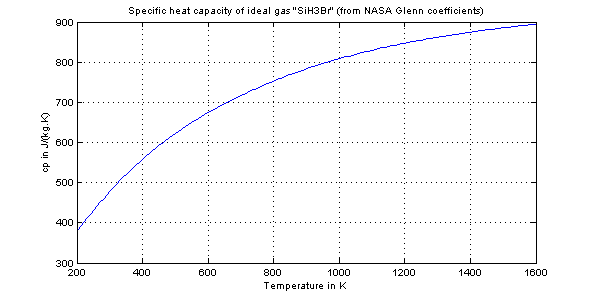 Specific heat capacity of ideal gas "SiH3Br" (from NASA Glenn coefficients)
900
800
700
600
500
400
300
cp in J/(kg.K)
200 400 600 800 1000 1200 1400 1600
Temperature in K